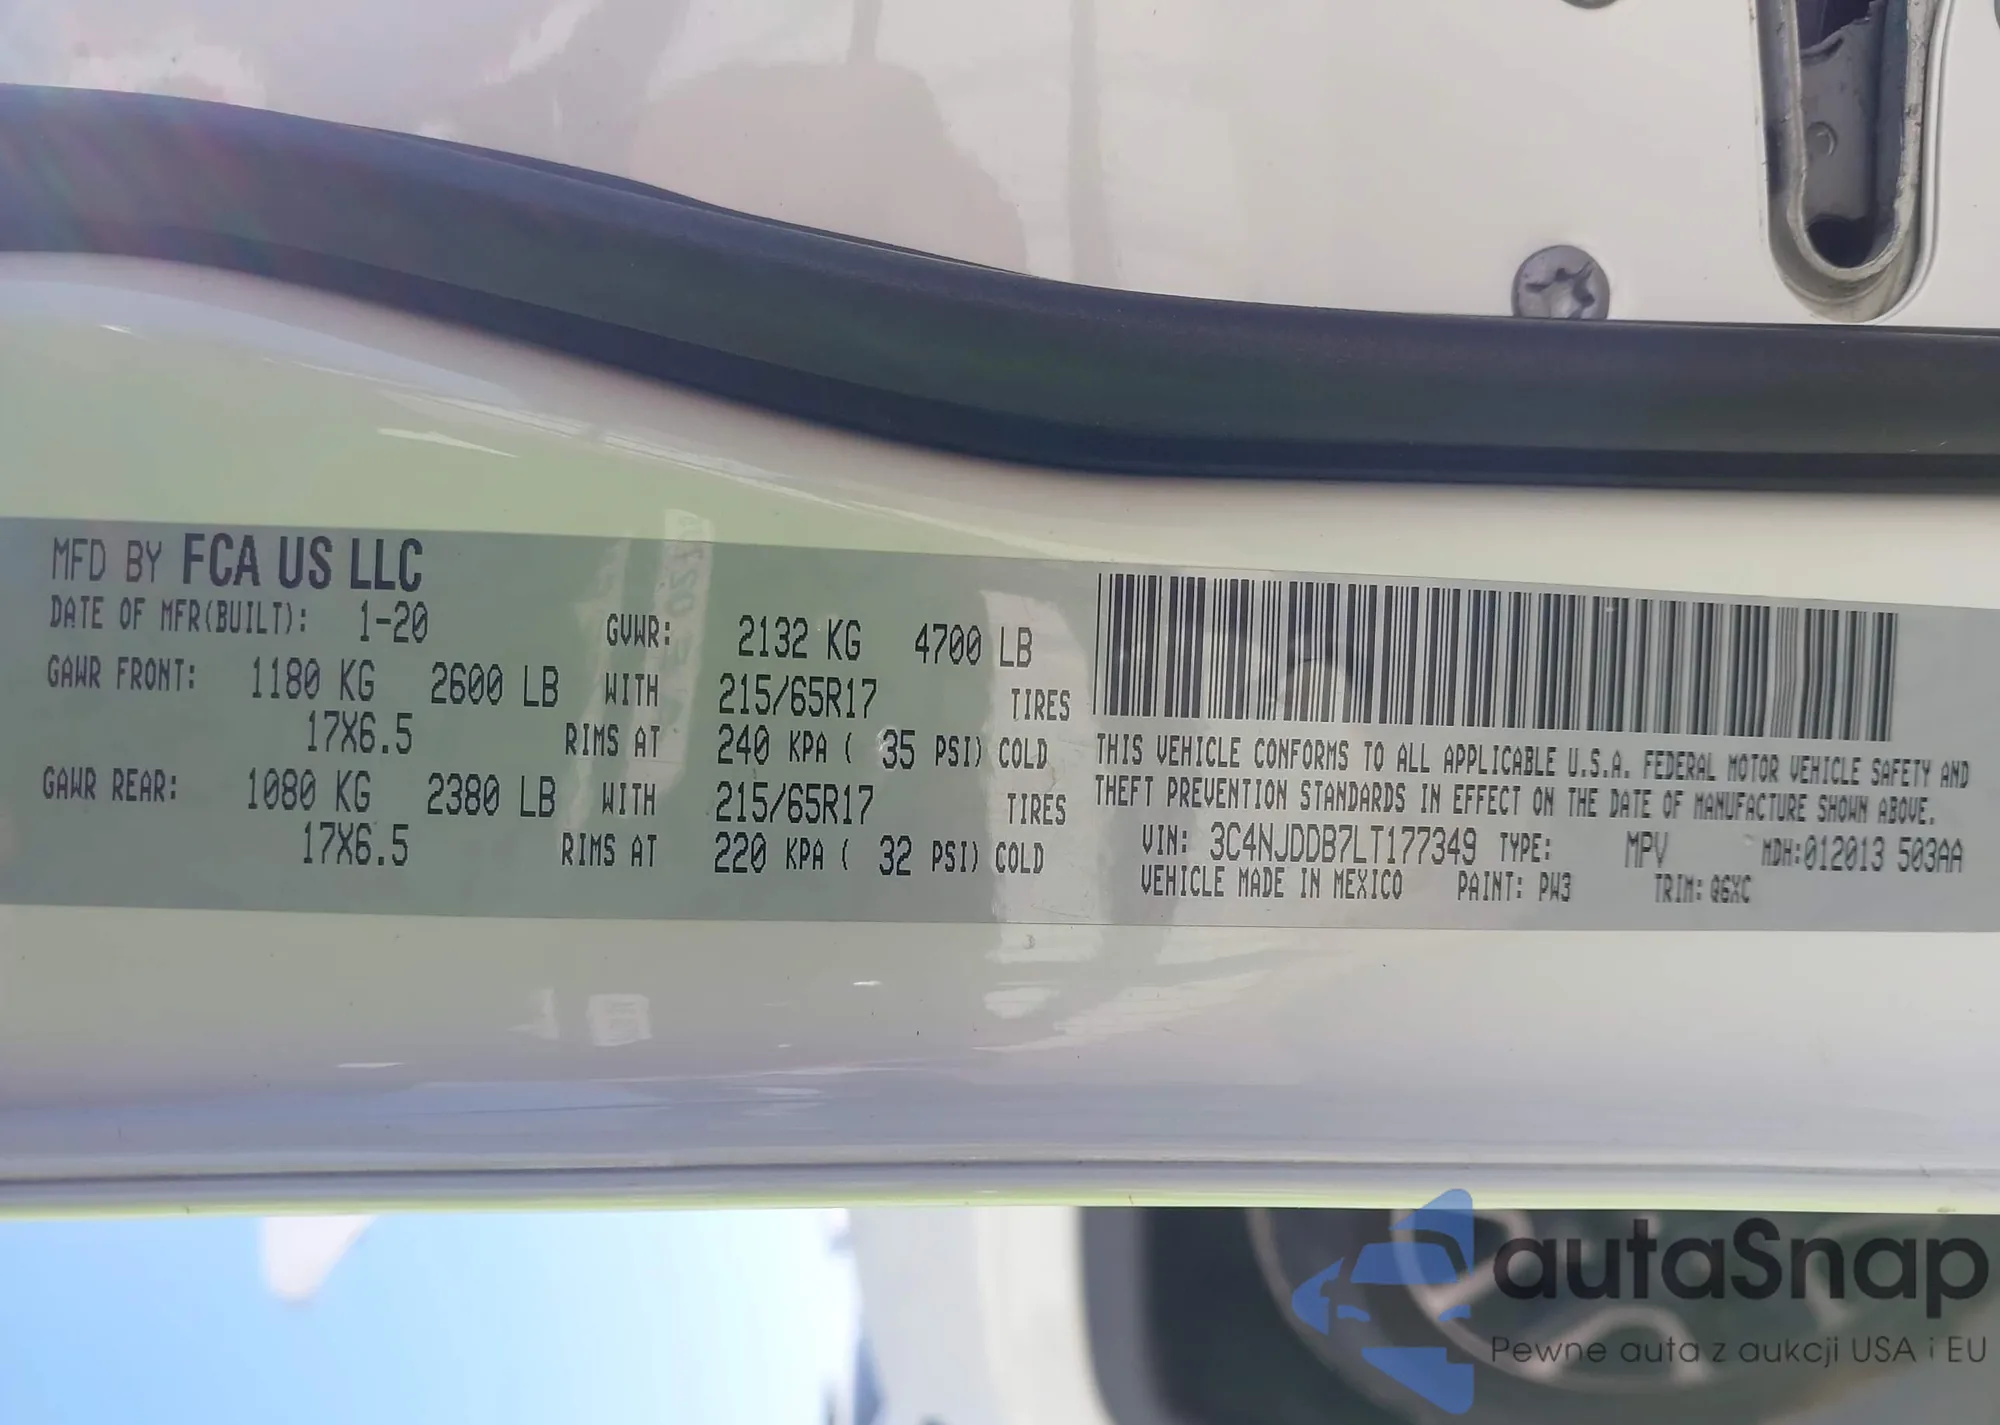 MFD BY FCA US LLC
DATE OF MFR(BUILT): 1-20 GVWR: 2132 KG 4700 LB
GAWR FRONT: 1180 KG 2600 LB WITH 215/65R17 TIRES
17X6.5 RIMS AT 240 KPA ( 35 PSI) COLD
GAWR REAR: 1080 KG 2380 LB WITH 215/65R17 TIRES
17X6.5 RIMS AT 220 KPA ( 32 PSI) COLD
THIS VEHICLE CONFORMS TO ALL APPLICABLE U.S.A. FEDERAL MOTOR VEHICLE SAFETY AND
THEFT PREVENTION STANDARDS IN EFFECT ON THE DATE OF MANUFACTURE SHOWN ABOVE.
VIN: 3C4NJDDB7LT177349 TYPE: MPV MDH:012013 503AA
VEHICLE MADE IN MEXICO PAINT: PW3 TRIM: Q6XC
autaSnap
Pewne auta z aukcji USA i EU